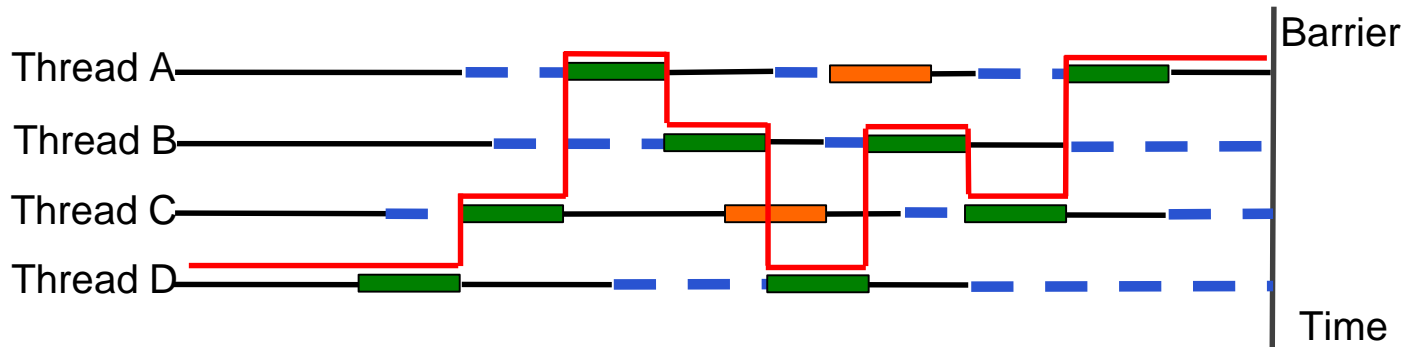 Barrier
Thread A
Thread B
Thread C
Thread D
Time